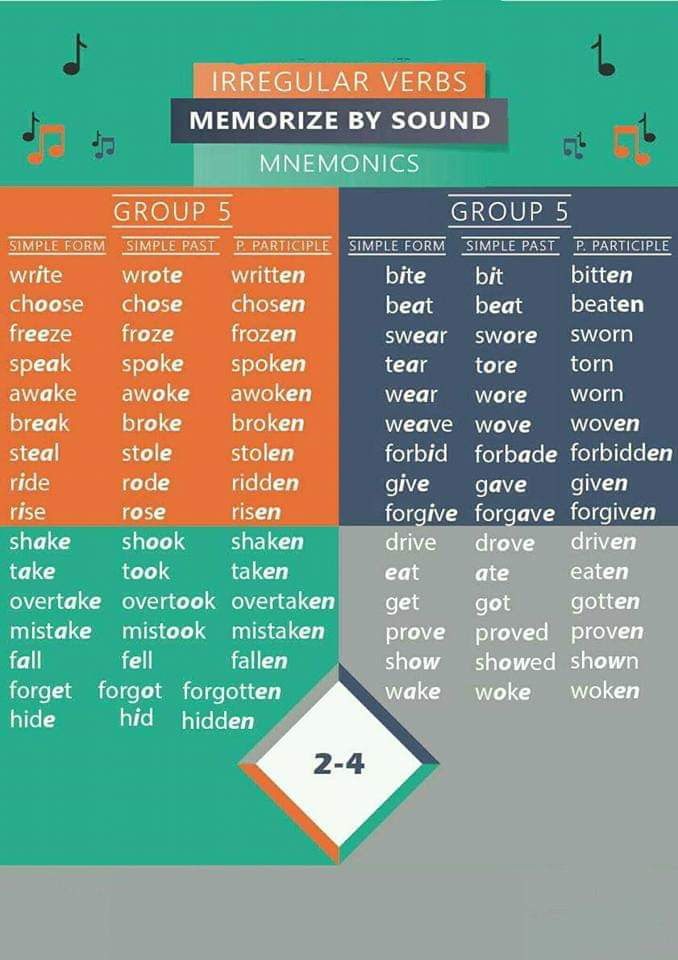 IRREGULAR VERBS
MEMORIZE BY SOUND
MNEMONICS
GROUP 5
SIMPLE FORM SIMPLE PAST P. PARTICIPLE
write wrote written
choose chose chosen
freeze froze frozen
speak spoke spoken
awake awoke awoken
break broke broken
steal stole stolen
ride rode ridden
rise rose risen
shake shook shaken
take took taken
overtake overtook overtaken
mistake mistook mistaken
fall fell fallen
forget forgot forgotten
hide hid hidden
GROUP 5
SIMPLE FORM SIMPLE PAST P. PARTICIPLE
bite bit bitten
beat beat beaten
swear swore sworn
tear tore torn
wear wore worn
weave wove woven
forbid forbade forbidden
give gave given
forgive forgave forgiven
drive drove driven
eat ate eaten
get got gotten
prove proved proven
show showed shown
wake woke woken
2-4